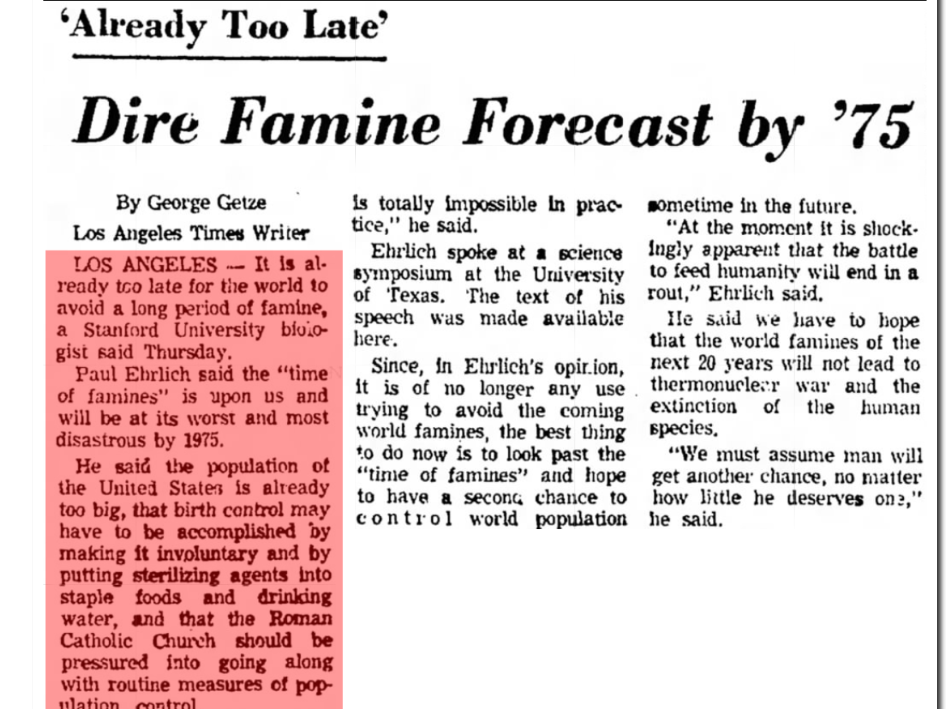 ‘Already Too Late’
Dire Famine Forecast by ’75
By George Getze
Los Angeles Times Writer
LOS ANGELES — It is al-
ready too late for the world to
avoid a long period of famine,
a Stanford University biolo-
gist said Thursday.
Paul Ehrlich said the “time
of famines” is upon us and
will be at its worst and most
disastrous by 1975.
He said the population of
the United States is already
too big, that birth control may
have to be accomplished by
making it involuntary and by
putting sterilizing agents into
staple foods and drinking
water, and that the Roman
Catholic Church should be
pressured into going along
with routine measures of pop-
ulation control
is totally impossible in prac-
tice,” he said.
Ehrlich spoke at a science
symposium at the University
of Texas. The text of his
speech was made available
here.
Since, in Ehrlich’s opinion,
it is of no longer any use
trying to avoid the coming
world famines, the best thing
to do now is to look past the
“time of famines” and hope
to have a second chance to
control world population
sometime in the future.
“At the moment it is shock-
ingly apparent that the battle
to feed humanity will end in a
rout,” Ehrlich said.
He said we have to hope
that the world famines of the
next 20 years will not lead to
thermonuclear war and the
extinction of the human
species.
“We must assume man will
get another chance, no matter
how little he deserves one,”
he said.